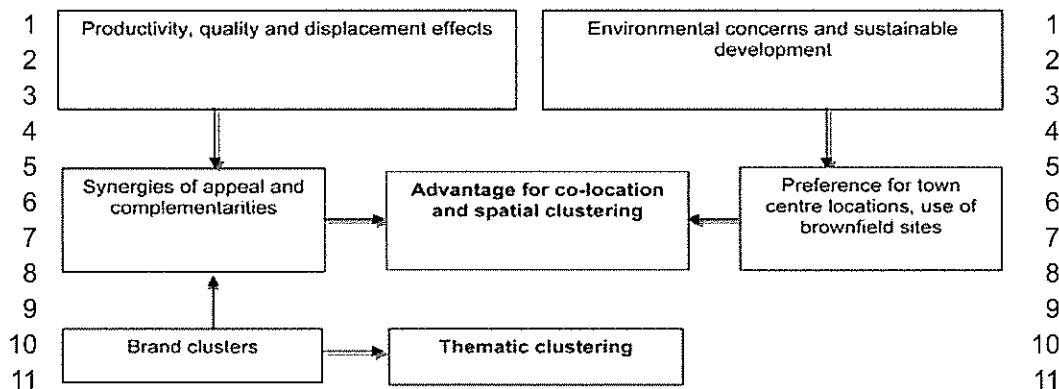 1
2
3
4
5
6
7
8
9
10
11
Productivity, quality and displacement effects
Environmental concerns and sustainable
development
Synergies of appeal and
complementarities
Advantage for co-location
and spatial clustering
Preference for town
centre locations, use of
brownfield sites
Brand clusters
Thematic clustering
1
2
3
4
5
6
7
8
9
10
11